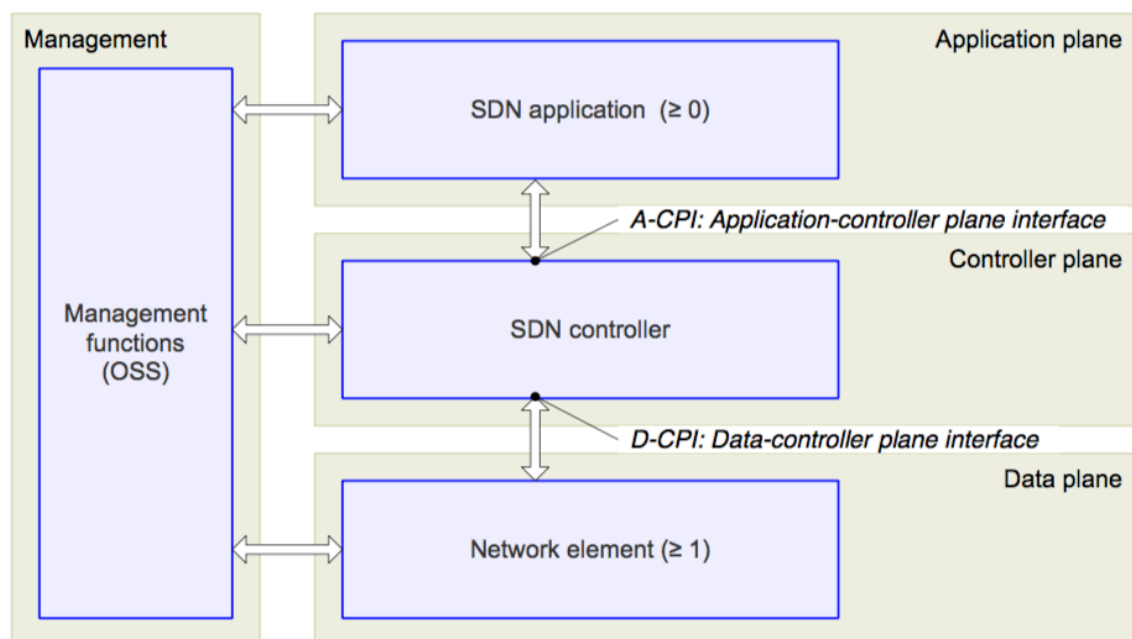 Management
Application plane
SDN application (≥ 0)
A-CPI: Application-controller plane interface
Controller plane
Management
functions
(OSS)
SDN controller
D-CPI: Data-controller plane interface
Data plane
Network element (≥ 1)